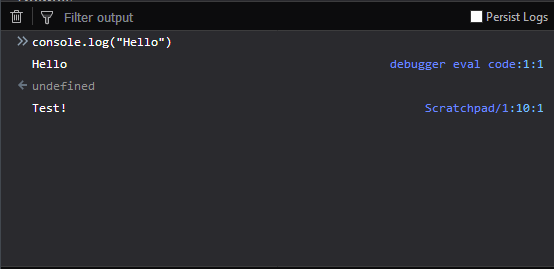 Filter output Persist Logs
console.log("Hello")
Hello debugger eval code:1:1
undefined
Test! Scratchpad/1:10:1